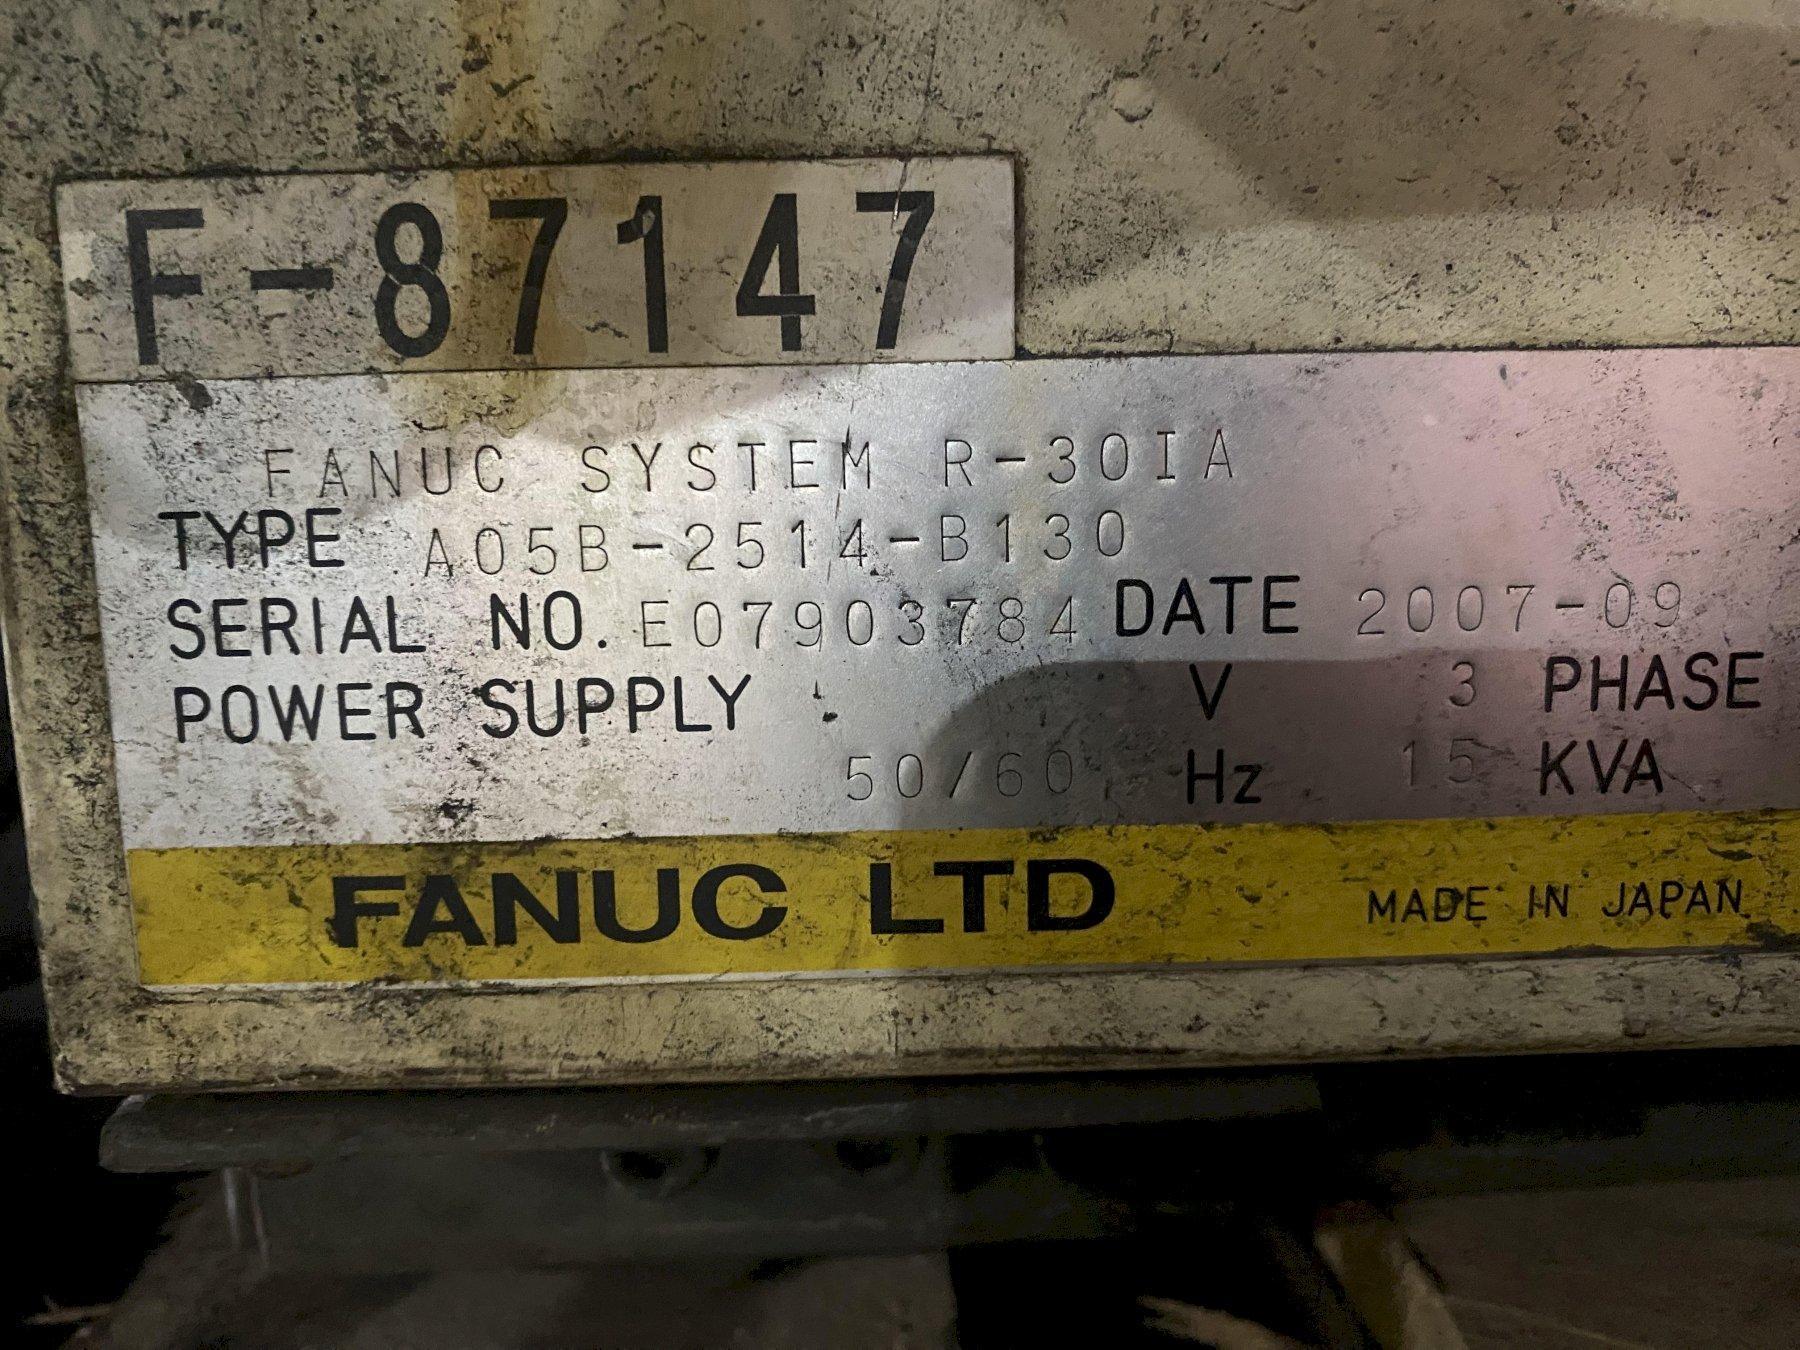 F-87147
FANUC SYSTEM R-30IA
TYPE A05B-2514-B130
SERIAL NO. E07903784 DATE 2007-09
POWER SUPPLY V 3 PHASE
50/60 Hz 15 KVA
FANUC LTD MADE IN JAPAN